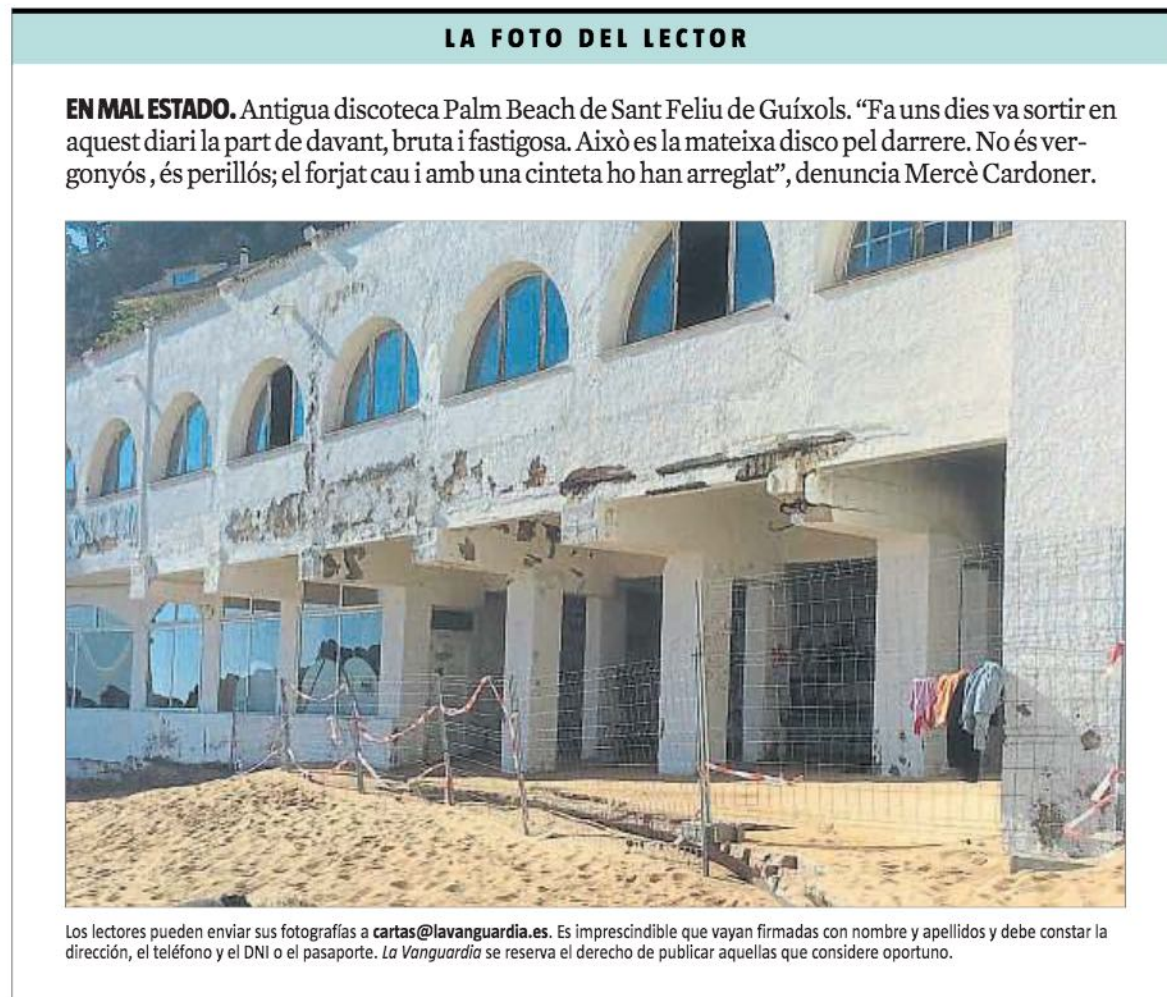 LA FOTO DEL LECTOR
EN MAL ESTADO. Antigua discoteca Palm Beach de Sant Feliu de Guíxols. “Fa uns dies va sortir en
aquest diari la part de davant, bruta i fastigosa. Això es la mateixa disco pel darrere. No és ver-
gonyós , és perillós; el forjat cau i amb una cinteta ho han arreglat”, denuncia Mercè Cardoner.
Los lectores pueden enviar sus fotografías a cartas@lavanguardia.es. Es imprescindible que vayan firmadas con nombre y apellidos y debe constar la
dirección, el teléfono y el DNI o el pasaporte. La Vanguardia se reserva el derecho de publicar aquellas que considere oportuno.